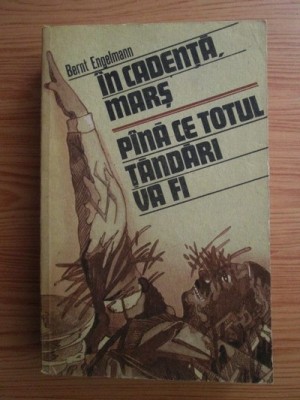 Bernt Engelmann
ÎN CADENȚĂ,
MARȘ
PÎNĂ CE TOTUL
ȚĂNDĂRI
VA FI